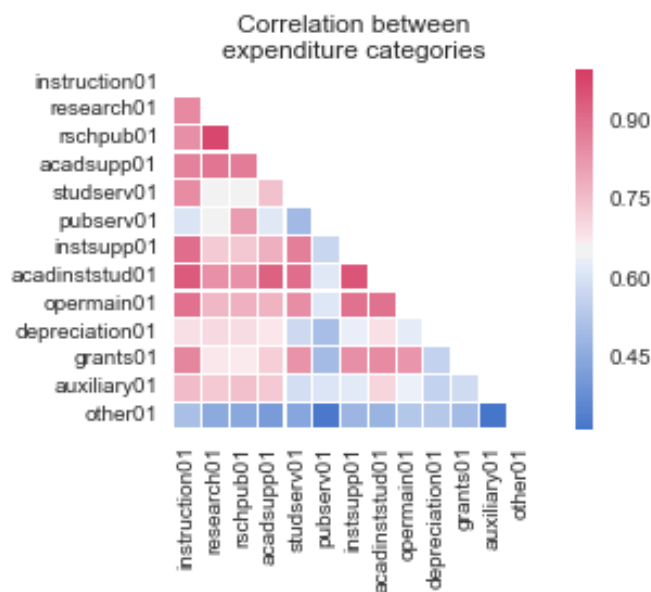 Correlation between
expenditure categories
instruction01
research01
rschpub01
acadsupp01
studserv01
pubserv01
instsupp01
acadinststud01
opermain01
depreciation01
grants01
auxiliary01
other01
0.90
0.75
0.60
0.45
instruction01
research01
rschpub01
acadsupp01
studserv01
pubserv01
instsupp01
acadinststud01
opermain01
depreciation01
grants01
auxiliary01
other01